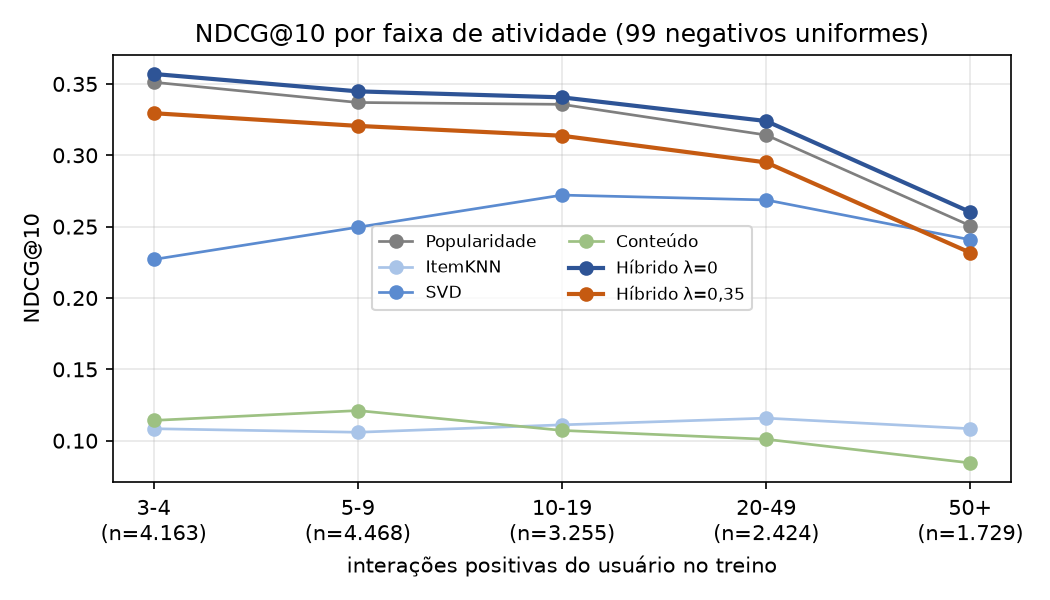 NDCG@10 por faixa de atividade (99 negativos uniformes)
NDCG@10
0.35
0.30
0.25
0.20
0.15
0.10
Popularidade
ItemKNN
SVD
Conteúdo
Híbrido λ=0
Híbrido λ=0,35
3-4 5-9 10-19 20-49 50+
(n=4.163) (n=4.468) (n=3.255) (n=2.424) (n=1.729)
interações positivas do usuário no treino